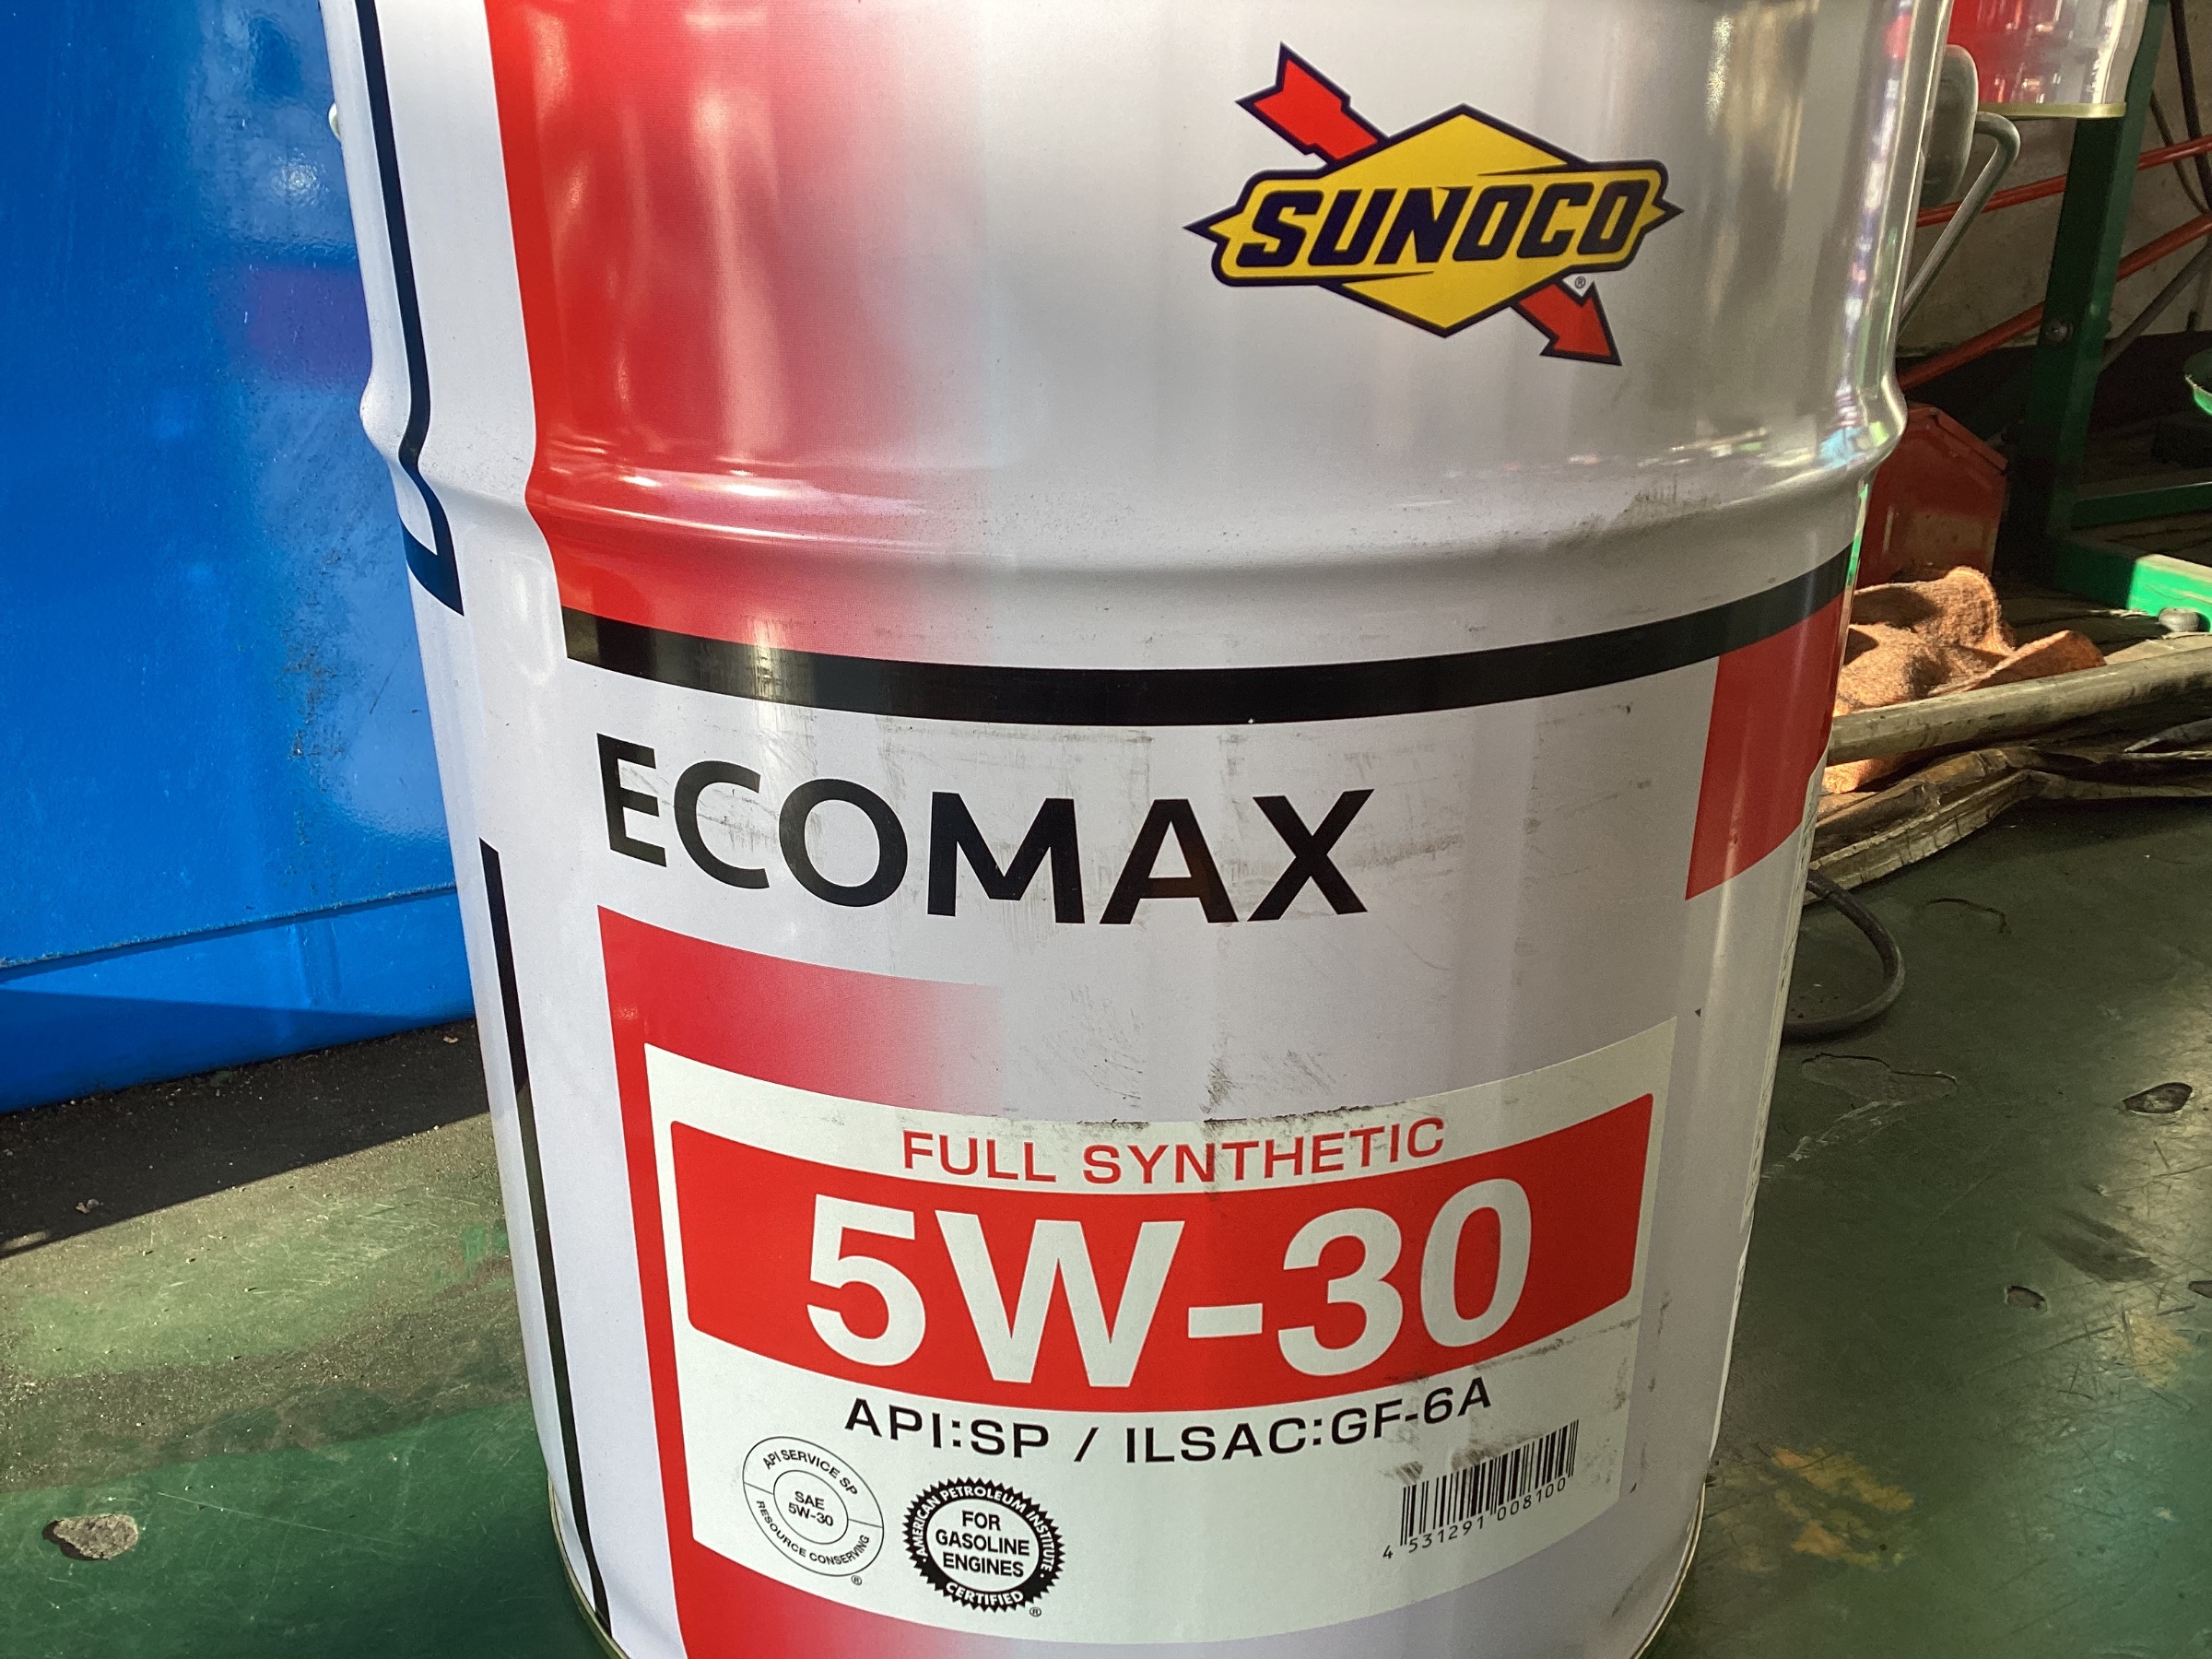 SUNOCO
®
ECOMAX
FULL SYNTHETIC
5W-30
API:SP / ILSAC:GF-6A
API SERVICE SP
SAE
5W-30
RESOURCE CONSERVING
®
AMERICAN PETROLEUM INSTITUTE
FOR
GASOLINE
ENGINES
CERTIFIED
®
4 531291 008100